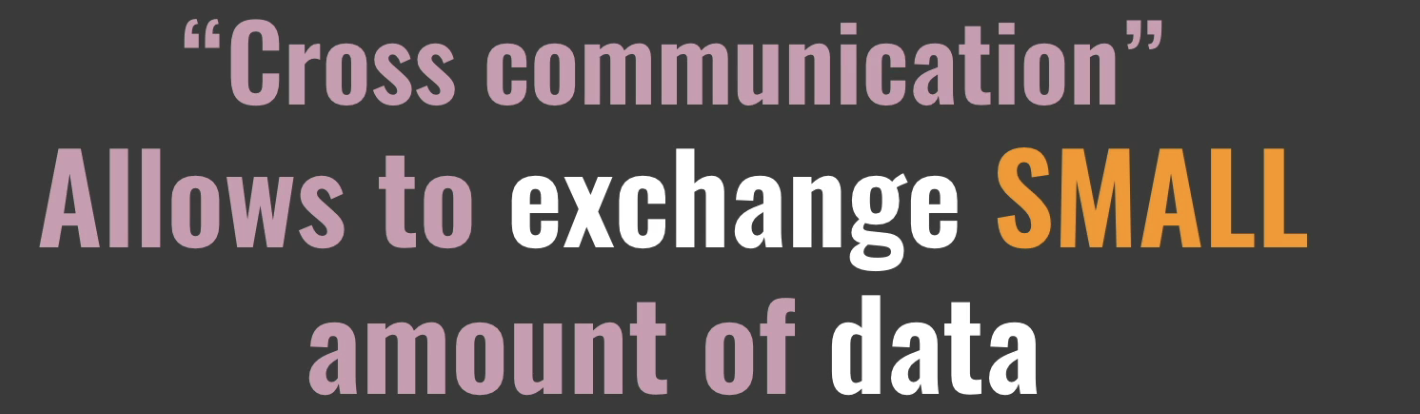 “Cross communication”
Allows to exchange SMALL
amount of data